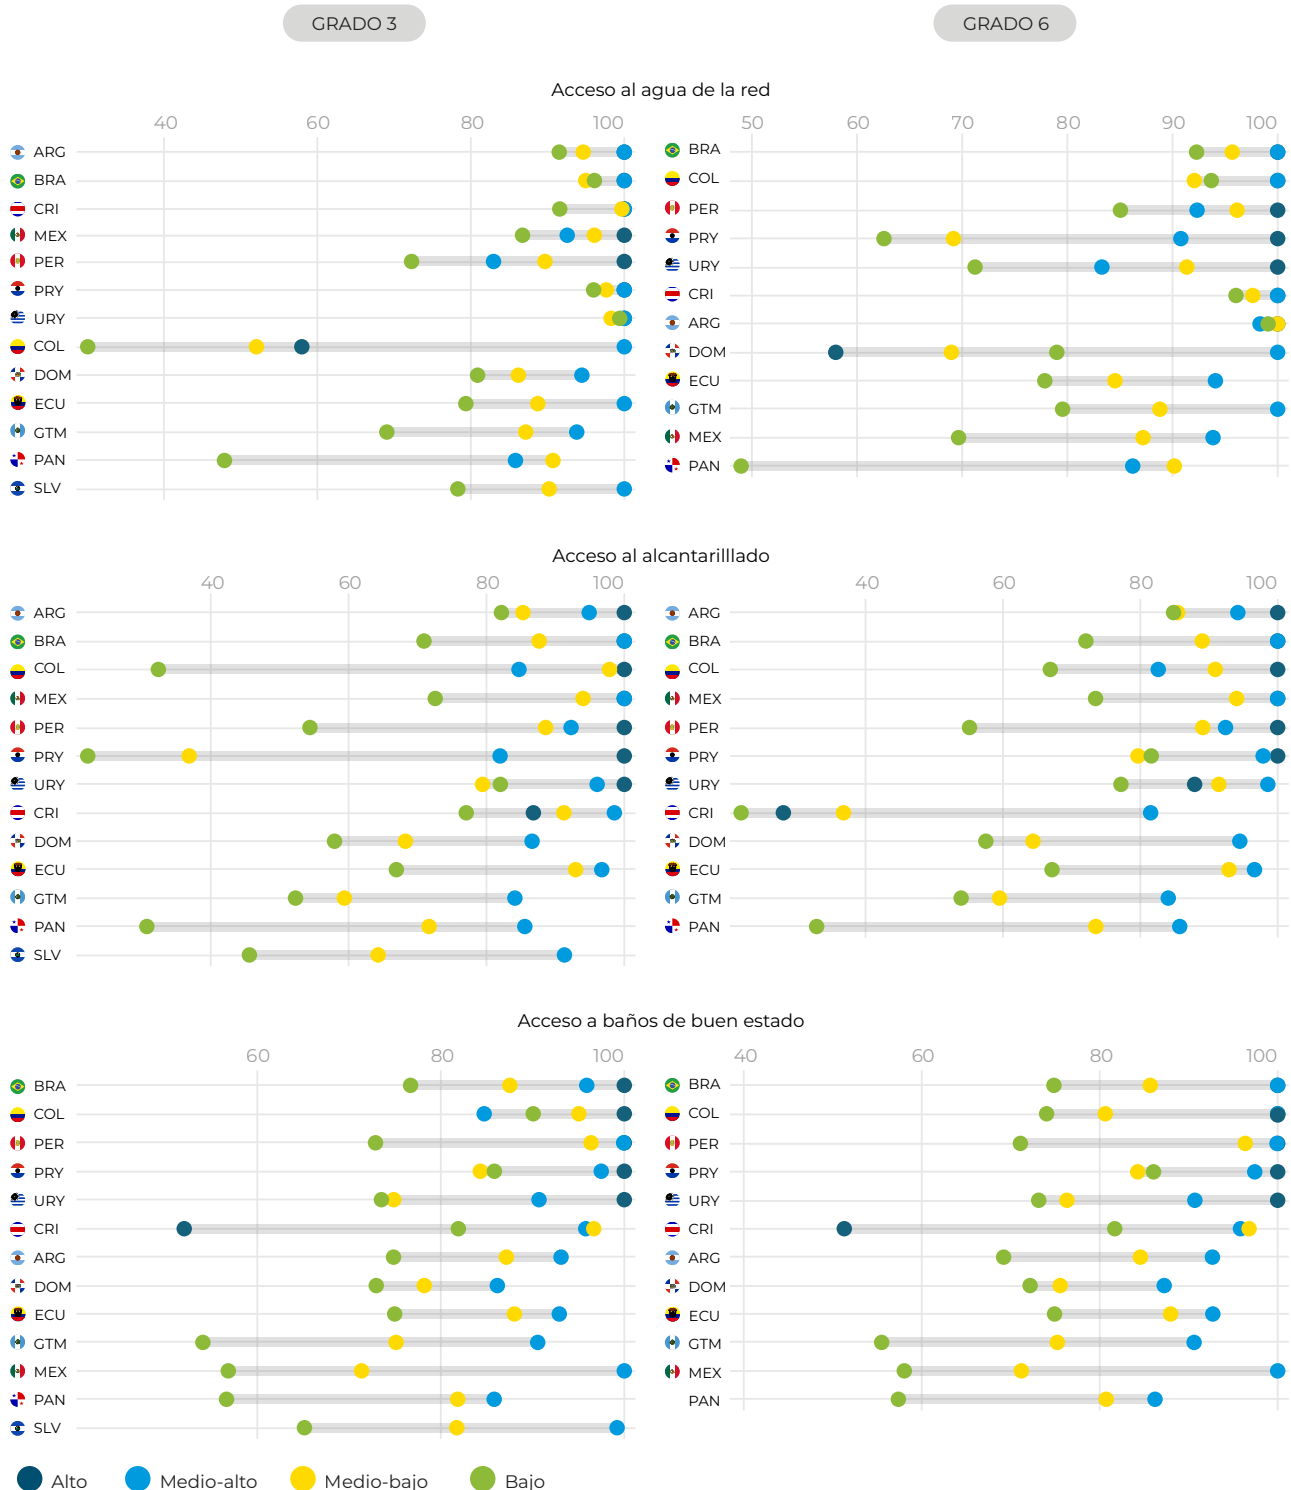 GRADO 3
GRADO 6
Acceso al agua de la red
40 60 80 100
50 60 70 80 90 100
ARG
BRA
CRI
MEX
PER
PRY
URY
COL
DOM
ECU
GTM
PAN
SLV
BRA
COL
PER
PRY
URY
CRI
ARG
DOM
ECU
GTM
MEX
PAN
Acceso al alcantarilllado
40 60 80 100
40 60 80 100
ARG
BRA
COL
MEX
PER
PRY
URY
CRI
DOM
ECU
GTM
PAN
SLV
ARG
BRA
COL
MEX
PER
PRY
URY
CRI
DOM
ECU
GTM
PAN
Acceso a baños de buen estado
60 80 100
40 60 80 100
BRA
COL
PER
PRY
URY
CRI
ARG
DOM
ECU
GTM
MEX
PAN
SLV
BRA
COL
PER
PRY
URY
CRI
ARG
DOM
ECU
GTM
MEX
PAN
Alto Medio-alto Medio-bajo Bajo